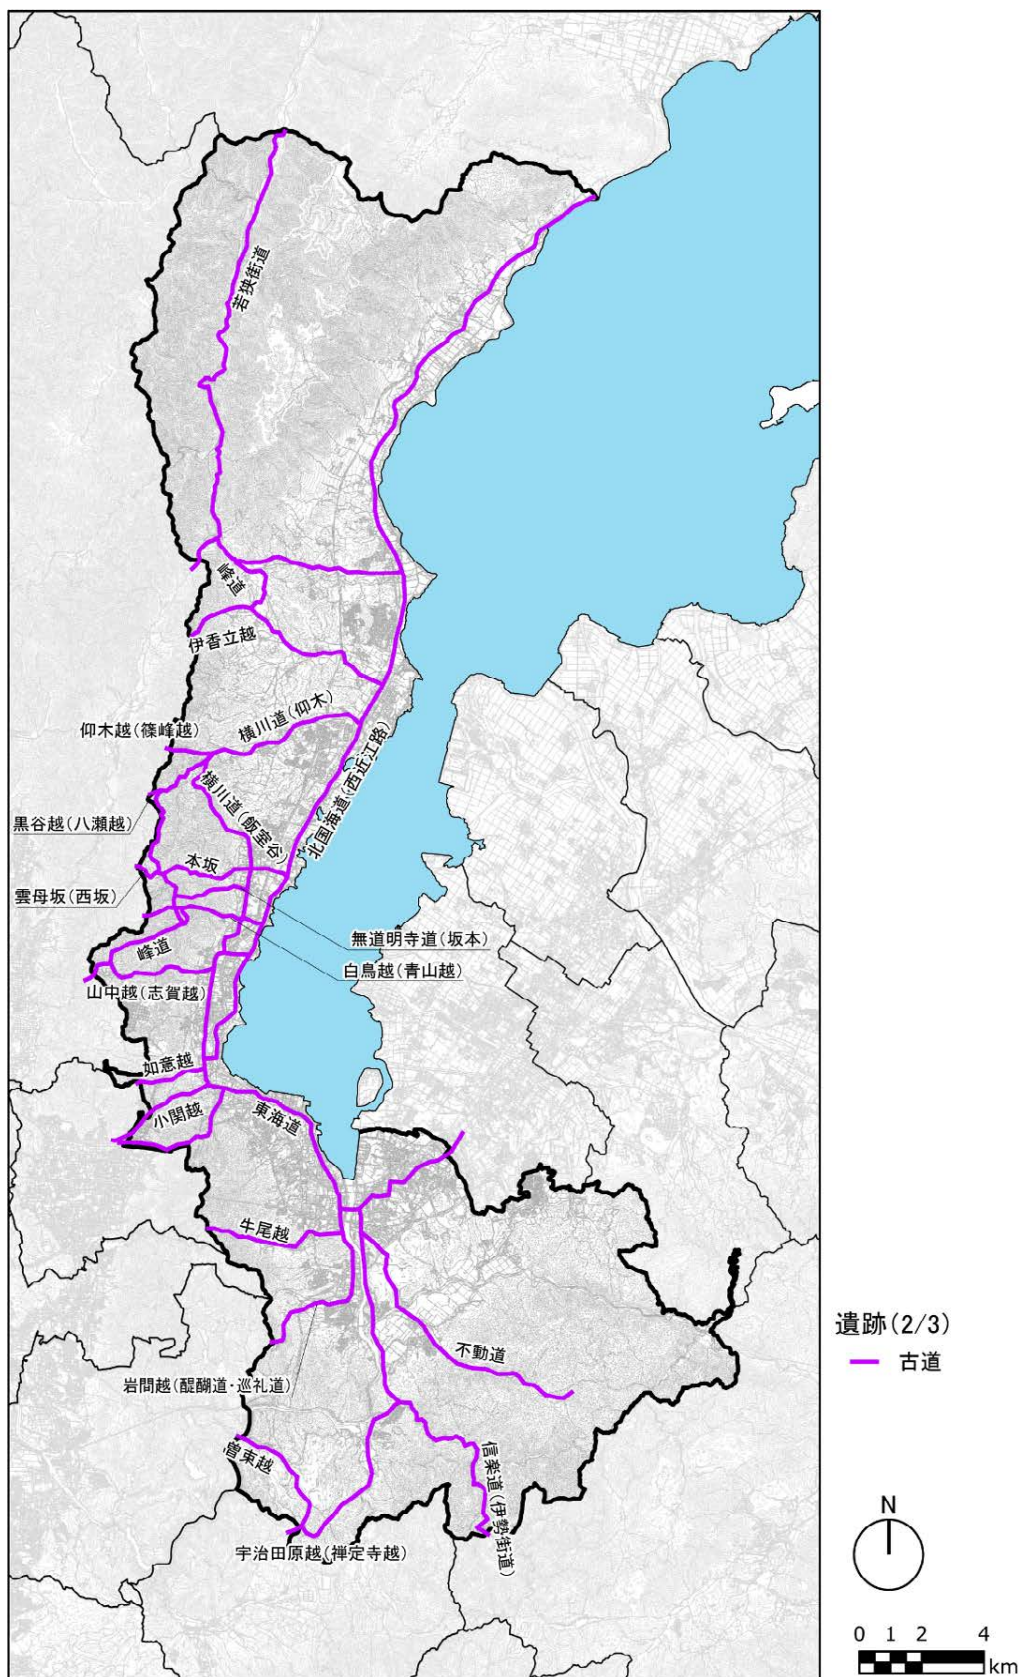 若狭街道
峰道
伊香立越
仰木越(篠峰越)
横川道(仰木)
北国海道(西近江路)
横川道(飯室谷)
黒谷越(八瀬越)
本坂
雲母坂(西坂)
無道明寺道(坂本)
峰道
白鳥越(青山越)
山中越(志賀越)
如意越
小関越
東海道
牛尾越
遺跡(2/3)
古道
不動道
岩間越(醍醐道・巡礼道)
曽束越
信楽道(伊勢街道)
宇治田原越(禅定寺越)
N
0 1 2 4
km